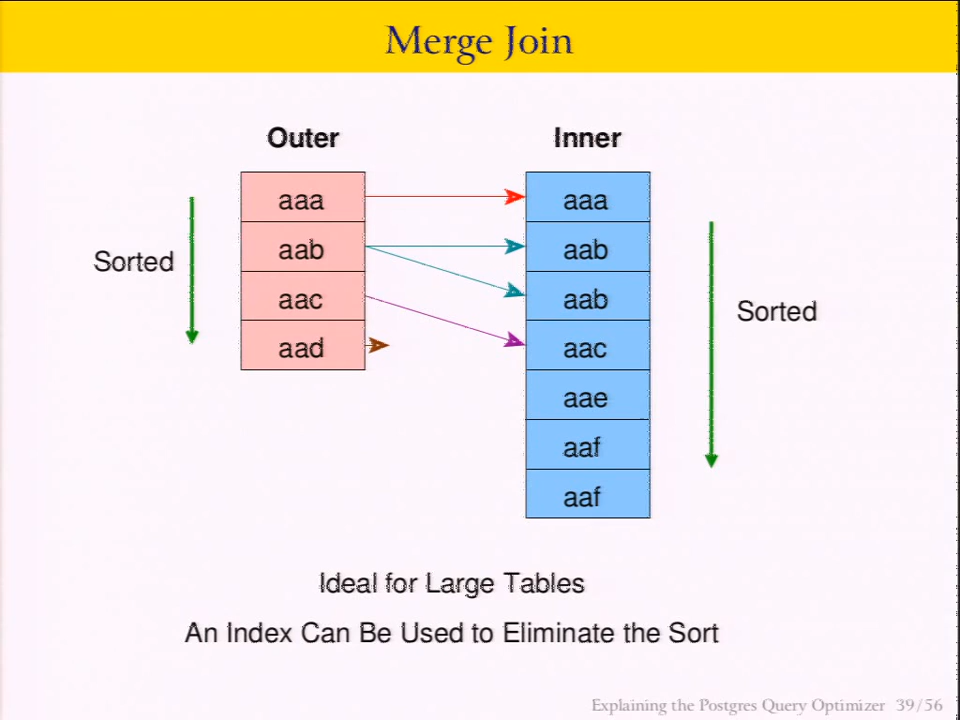 Merge Join
Outer
Inner
aaa
aab
aac
aad
aaa
aab
aab
aac
aae
aaf
aaf
Sorted
Sorted
Ideal for Large Tables
An Index Can Be Used to Eliminate the Sort
Explaining the Postgres Query Optimizer 39/56